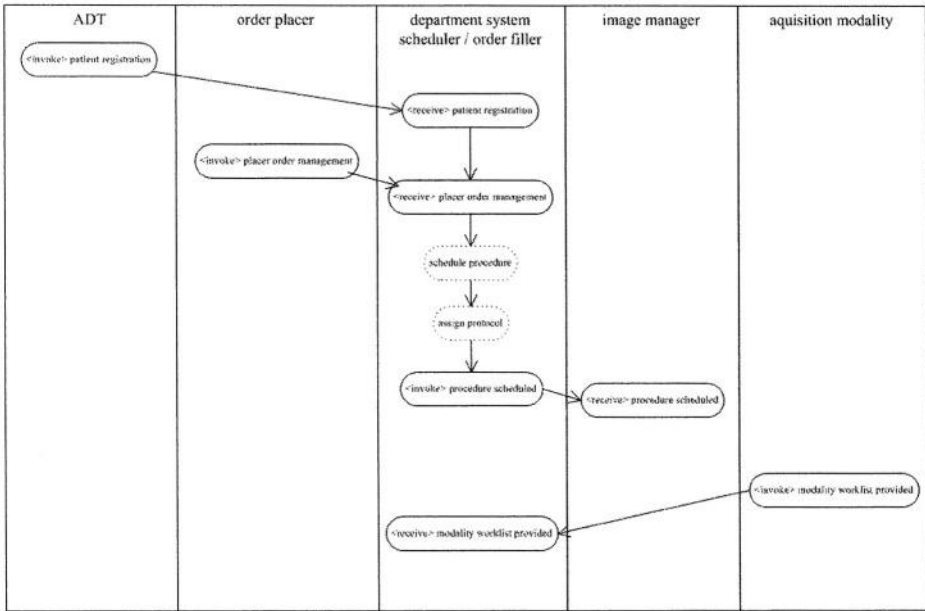 ADT
order placer
department system
scheduler / order filler
image manager
aquisition modality
<invoke> patient registration
<receive> patient registration
<invoke> placer order management
<receive> placer order management
schedule procedure
assign protocol
<invoke> procedure scheduled
<receive> procedure scheduled
<invoke> modality worklist provided
<receive> modality worklist provided